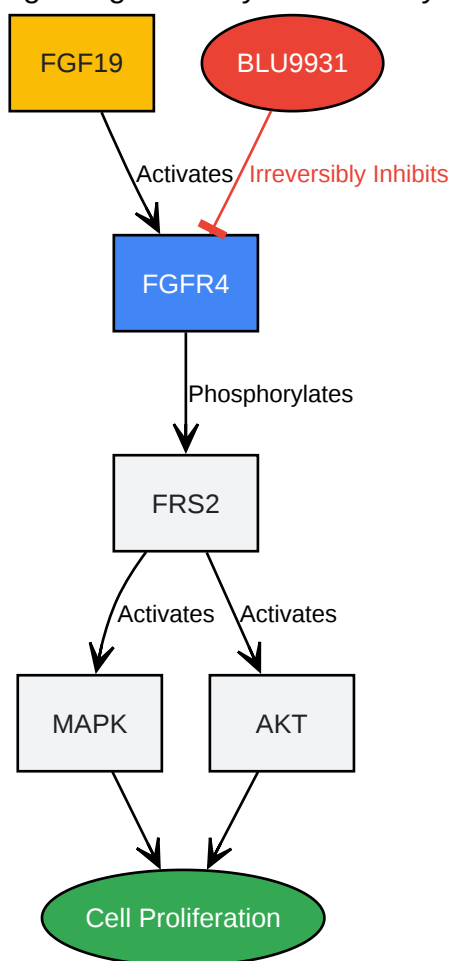 FGF19
BLU9931
Activates
Irreversibly Inhibits
FGFR4
Phosphorylates
FRS2
Activates
Activates
MAPK
AKT
Cell Proliferation